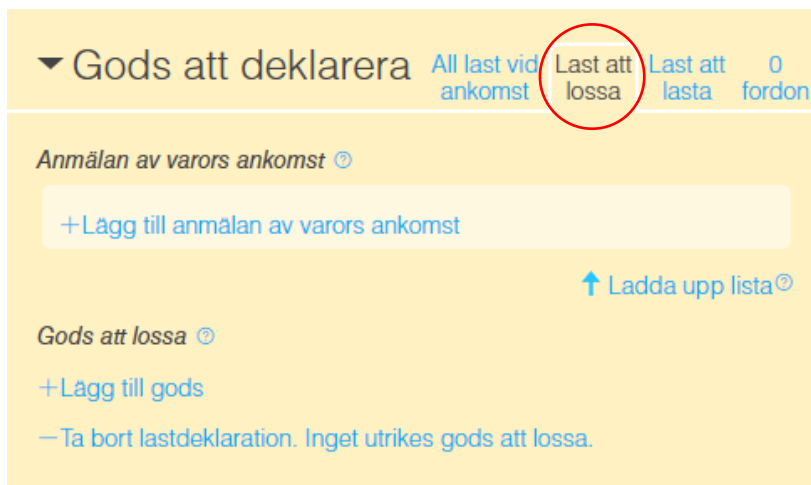 Gods att deklarera
All last vid ankomst
Last att lossa
Last att lasta
0 fordon
Anmälan av varors ankomst ?
+Lägg till anmälan av varors ankomst
Ladda upp lista ?
Gods att lossa ?
+Lägg till gods
−Ta bort lastdeklaration. Inget utrikes gods att lossa.